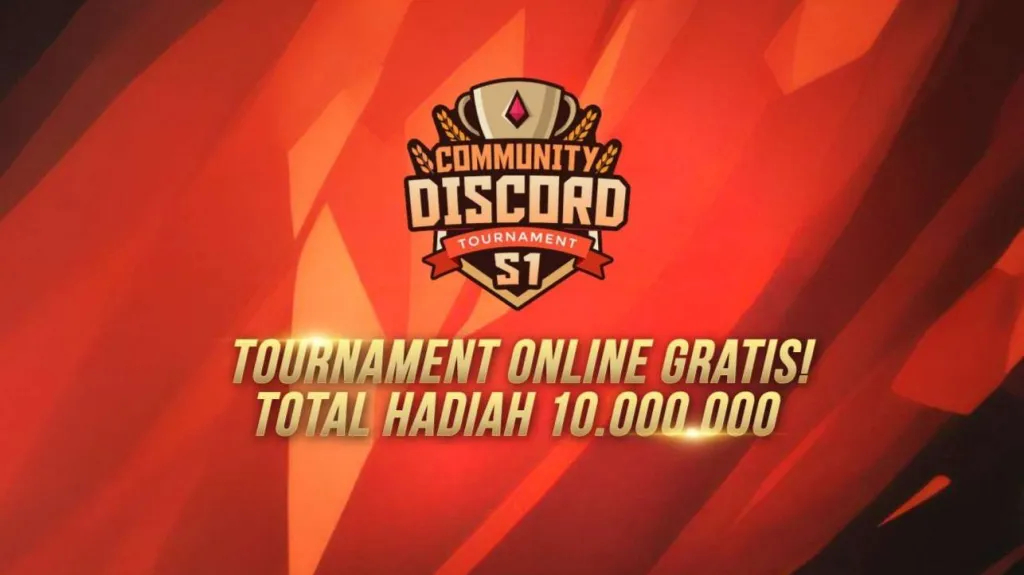 COMMUNITY
DISCORD
TOURNAMENT
S1
TOURNAMENT ONLINE GRATIS!
TOTAL HADIAH 10.000.000